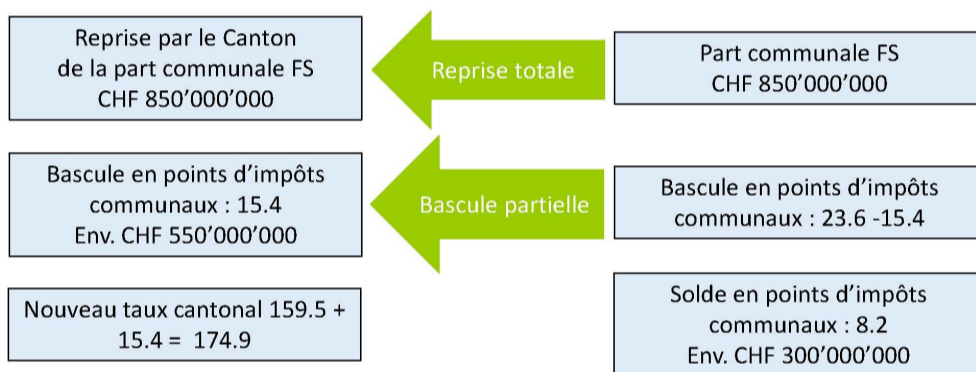 Reprise par le Canton
de la part communale FS
CHF 850’000’000
Reprise totale
Part communale FS
CHF 850’000’000
Bascule en points d’impôts
communaux : 15.4
Env. CHF 550’000’000
Bascule partielle
Bascule en points d’impôts
communaux : 23.6 -15.4
Nouveau taux cantonal 159.5 +
15.4 = 174.9
Solde en points d’impôts
communaux : 8.2
Env. CHF 300’000’000